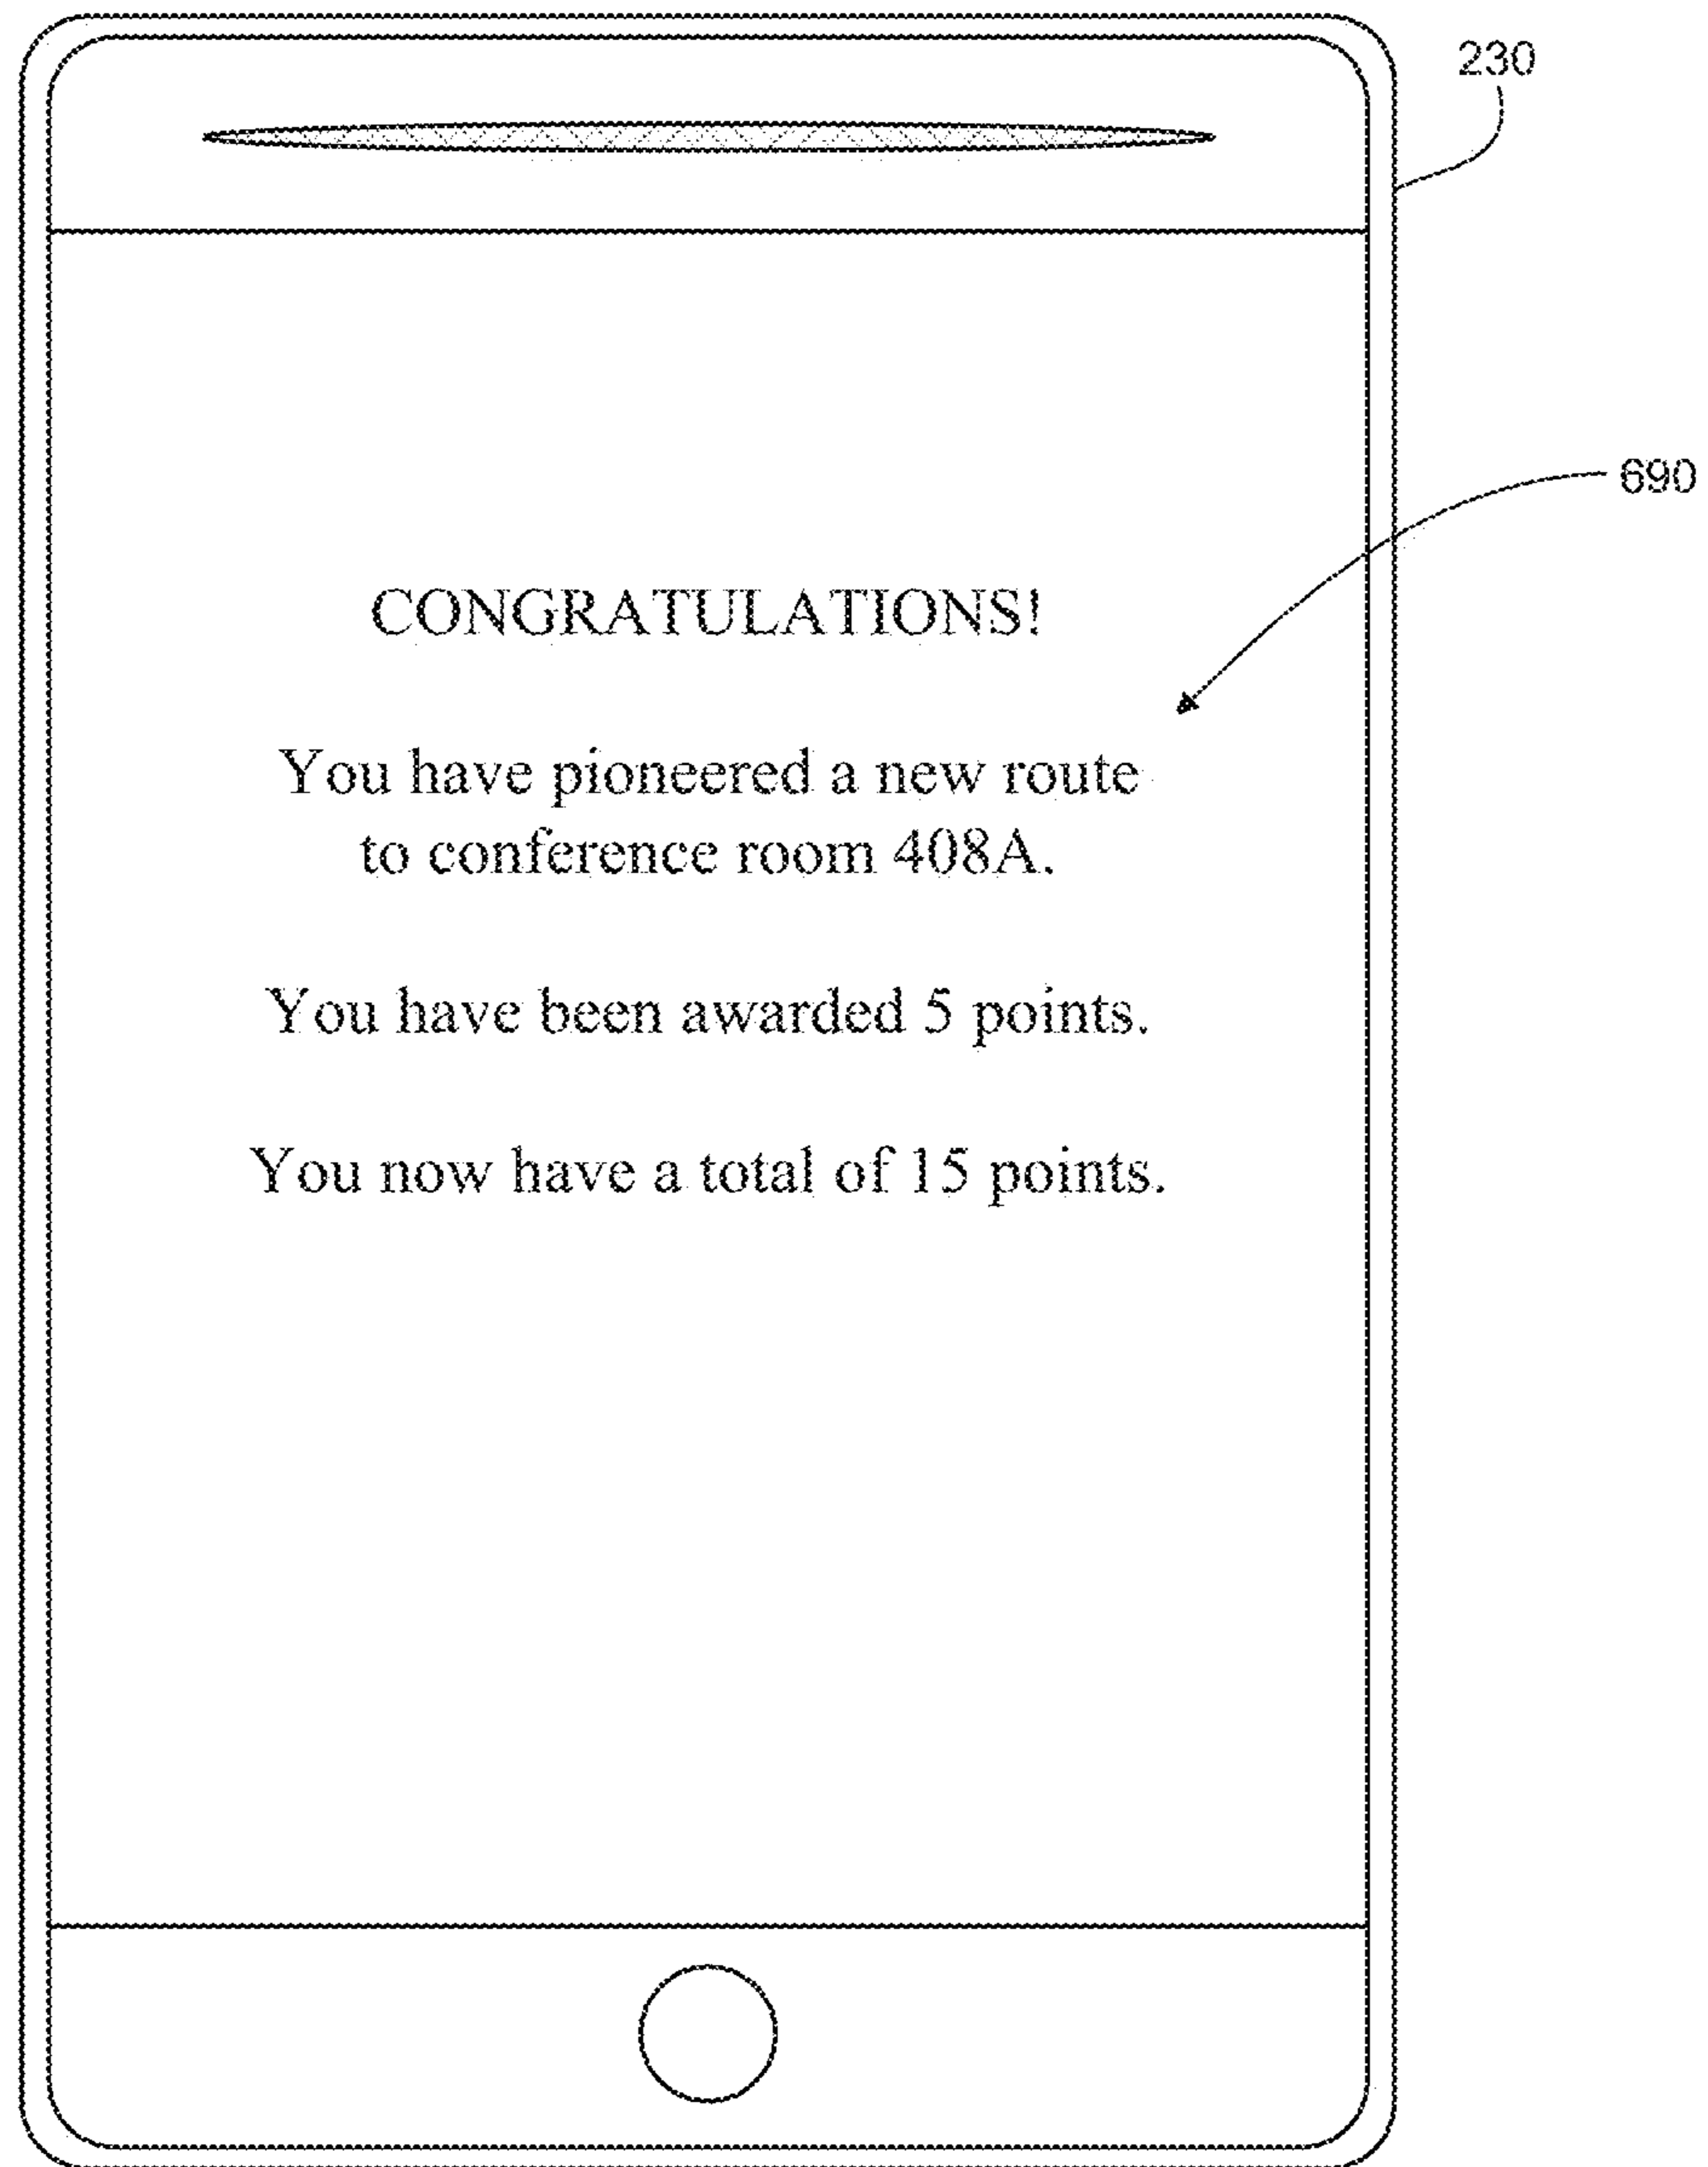 230
690
CONGRATULATIONS!
You have pioneered a new route
to conference room 408A.
You have been awarded 5 points.
You now have a total of 15 points.